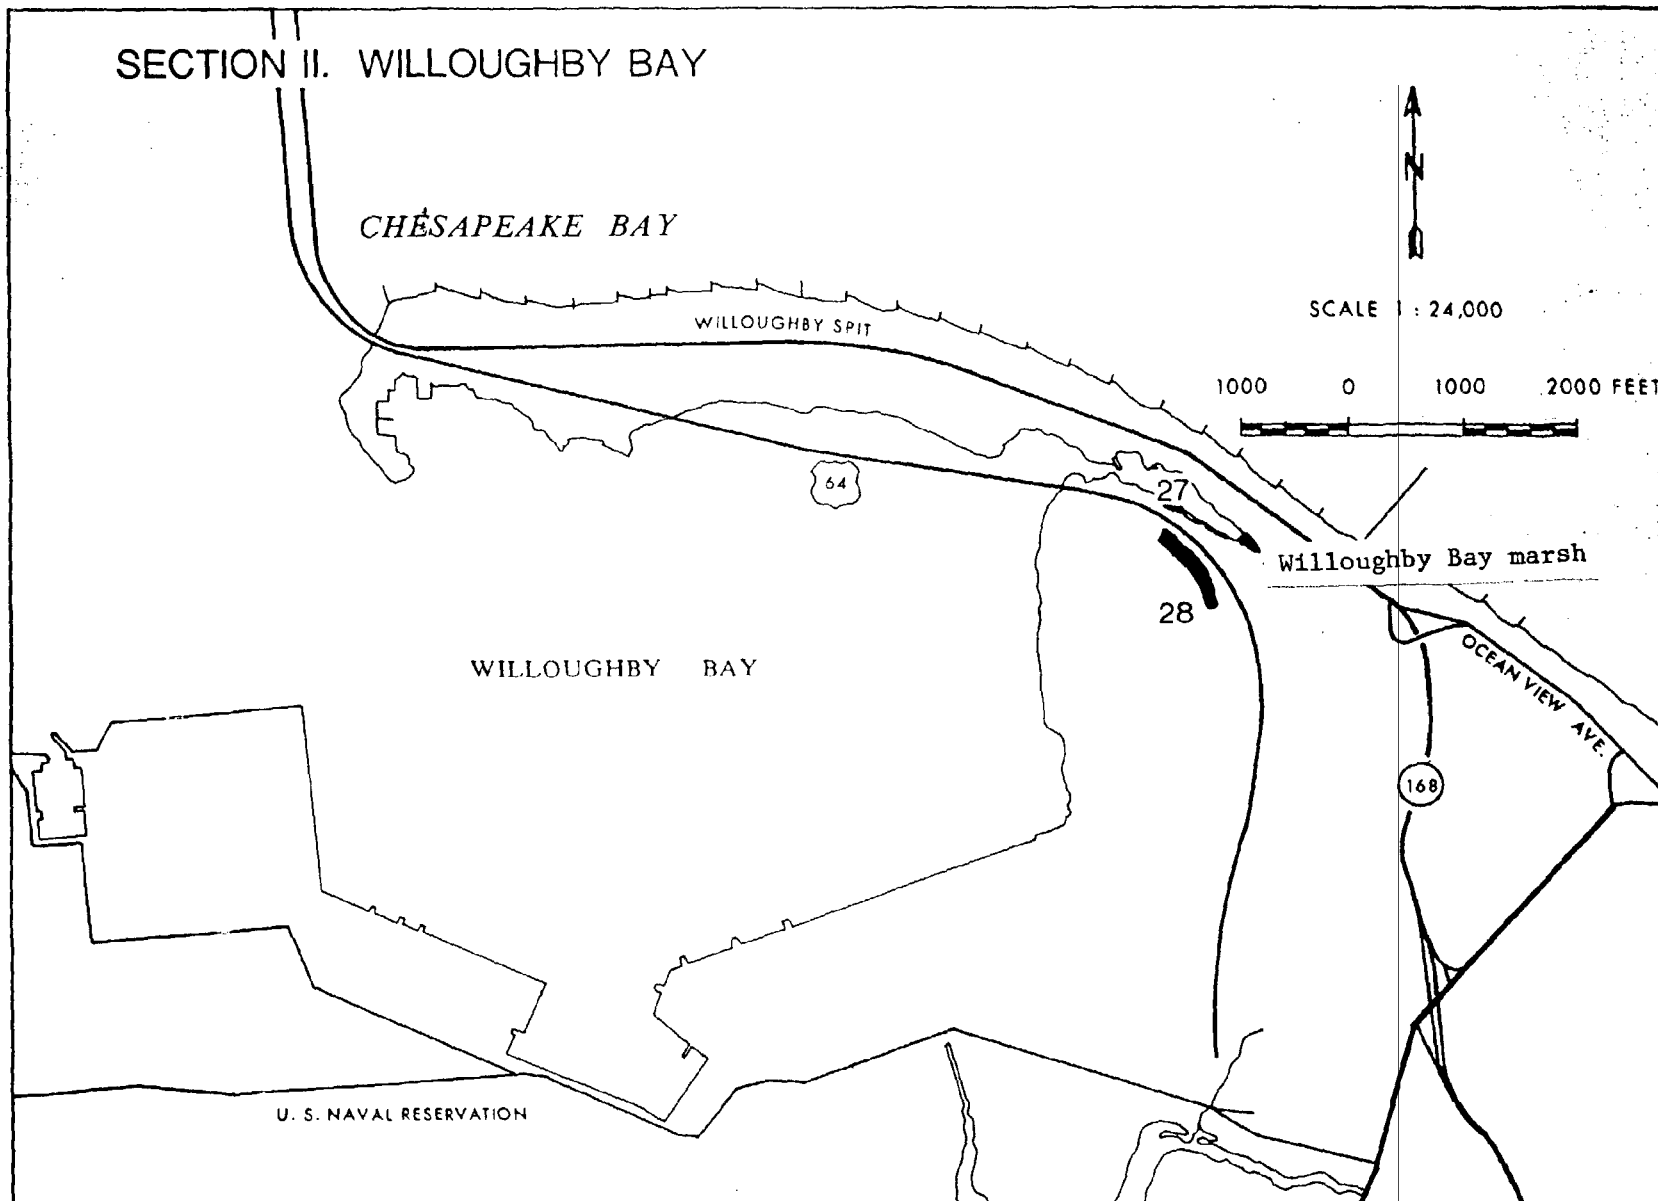 SECTION II. WILLOUGHBY BAY
N
CHESAPEAKE BAY
SCALE 1 : 24,000
WILLOUGHBY SPIT
1000 0 1000 2000 FEET
64
27
Willoughby Bay marsh
28
OCEAN VIEW AVE.
WILLOUGHBY BAY
168
U. S. NAVAL RESERVATION